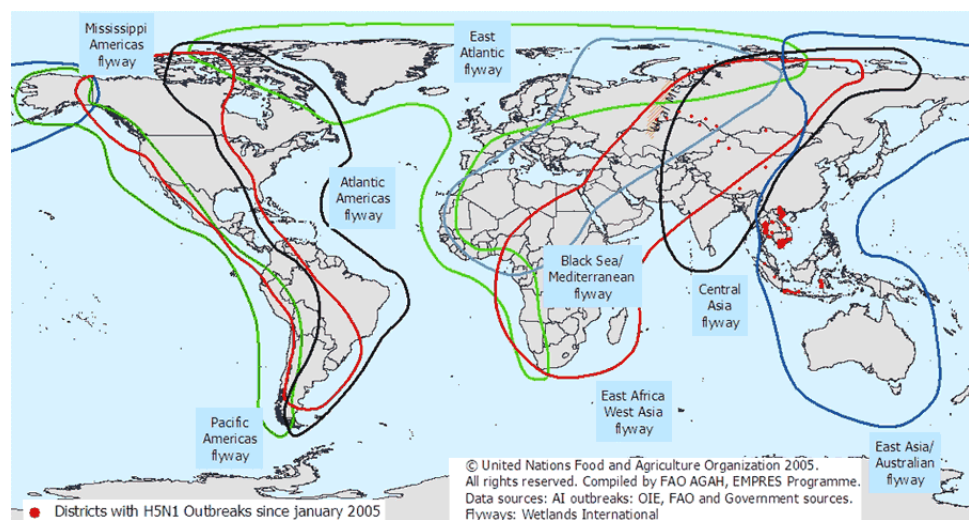 Mississippi
Americas
flyway
East
Atlantic
flyway
Atlantic
Americas
flyway
Black Sea/
Mediterranean
flyway
Central
Asia
flyway
East Africa
West Asia
flyway
Pacific
Americas
flyway
East Asia/
Australian
flyway
© United Nations Food and Agriculture Organization 2005.
All rights reserved. Compiled by FAO AGAH, EMPRES Programme.
Data sources: AI outbreaks: OIE, FAO and Government sources.
Flyways: Wetlands International
Districts with H5N1 Outbreaks since january 2005